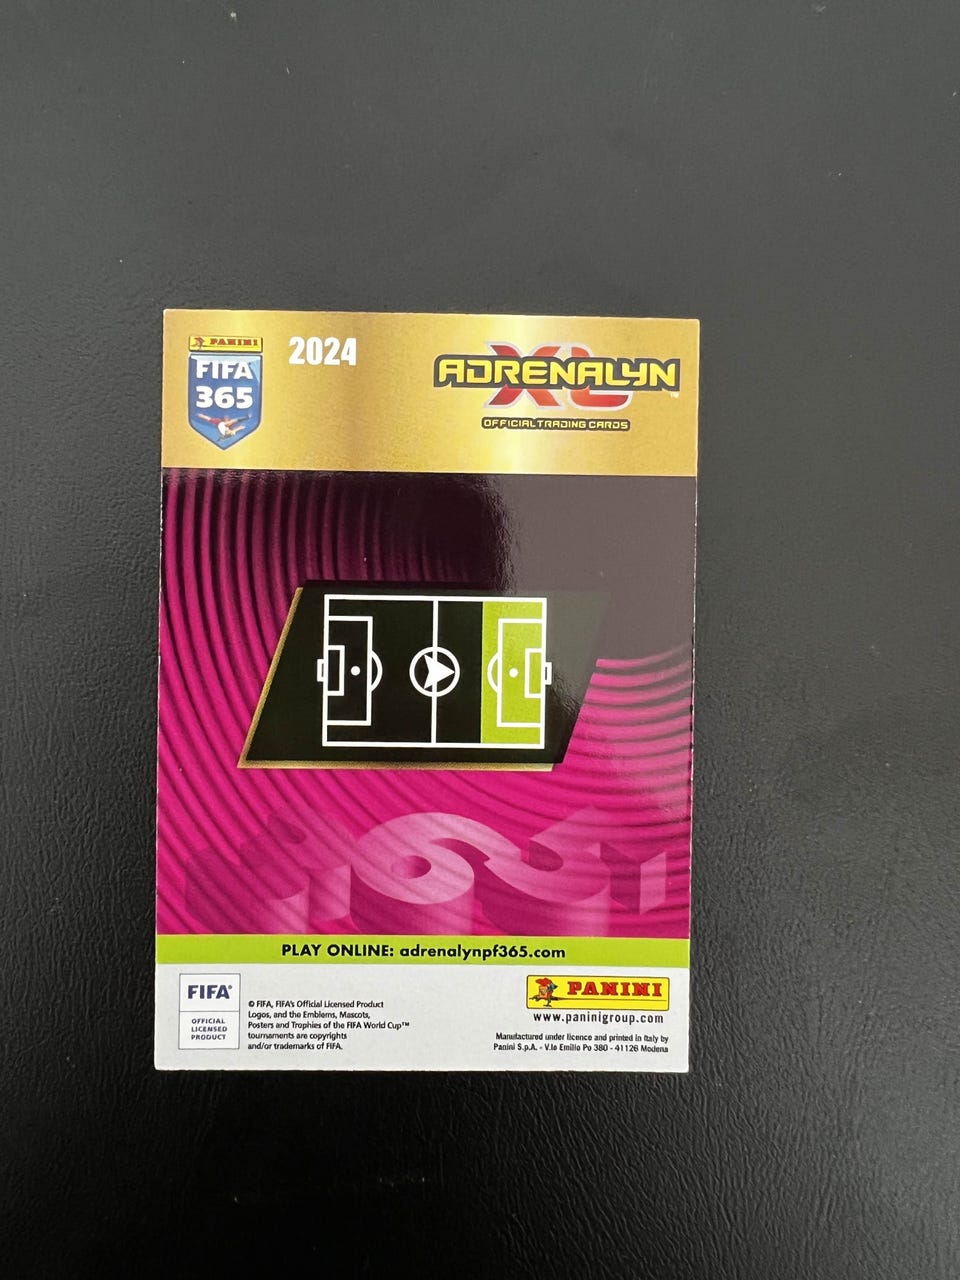 PANINI
FIFA
365
2024
ADRENALYN
XL
™
OFFICIAL TRADING CARDS
365
PLAY ONLINE: adrenalynpf365.com
FIFA®
OFFICIAL
LICENSED
PRODUCT
© FIFA, FIFA's Official Licensed Product
Logos, and the Emblems, Mascots,
Posters and Trophies of the FIFA World Cup™
tournaments are copyrights
and/or trademarks of FIFA.
PANINI
www.paninigroup.com
Manufactured under licence and printed in Italy by
Panini S.p.A. - V.le Emilio Po 380 - 41126 Modena